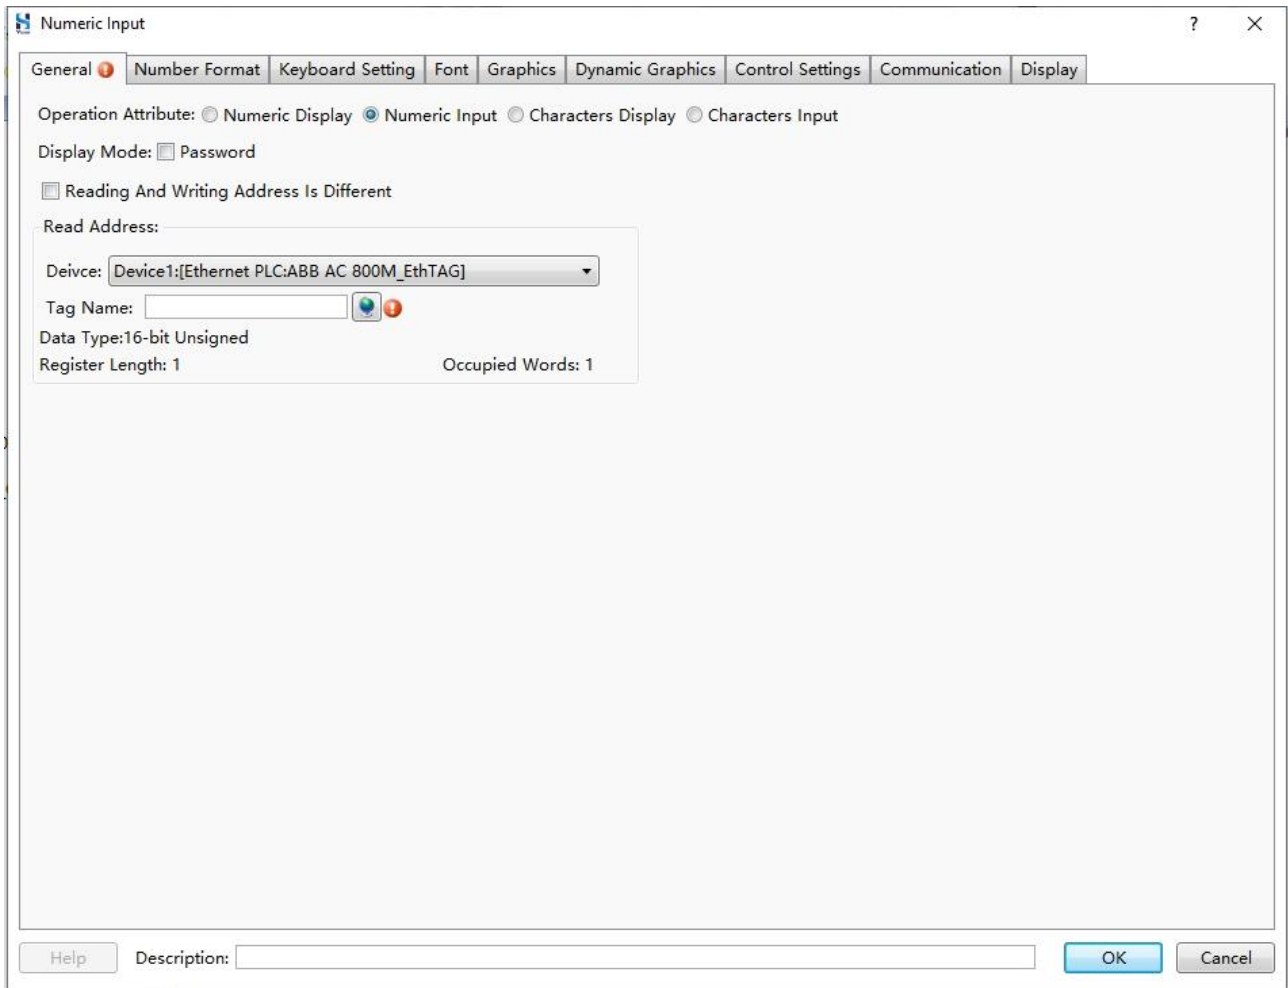 Numeric Input ? ×
General Number Format Keyboard Setting Font Graphics Dynamic Graphics Control Settings Communication Display
Operation Attribute: Numeric Display Numeric Input Characters Display Characters Input
Display Mode: Password
Reading And Writing Address Is Different
Read Address:
Deivce: Device1:[Ethernet PLC:ABB AC 800M_EthTAG]
Tag Name:
Data Type:16-bit Unsigned
Register Length: 1 Occupied Words: 1
Help Description: OK Cancel